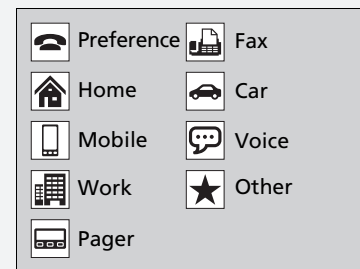 Preference
Fax
Home
Car
Mobile
Voice
Work
Other
Pager